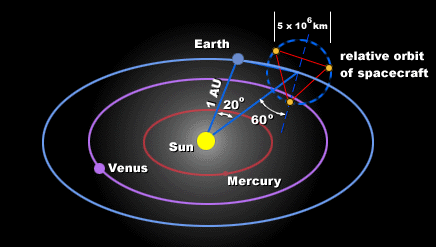 5 x 10⁶ km
Earth
relative orbit
of spacecraft
1 AU
20°
60°
Sun
Venus
Mercury